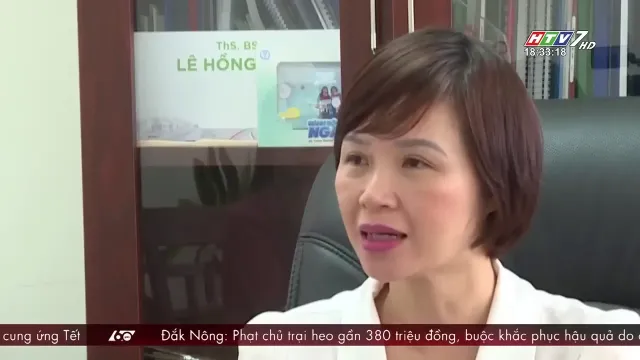 ThS. BS
LÊ HỒNG
HTV7 HD
18:33:18
cung ứng Tết 60 Đắk Nông: Phạt chủ trại heo gần 380 triệu đồng, buộc khắc phục hậu quả do